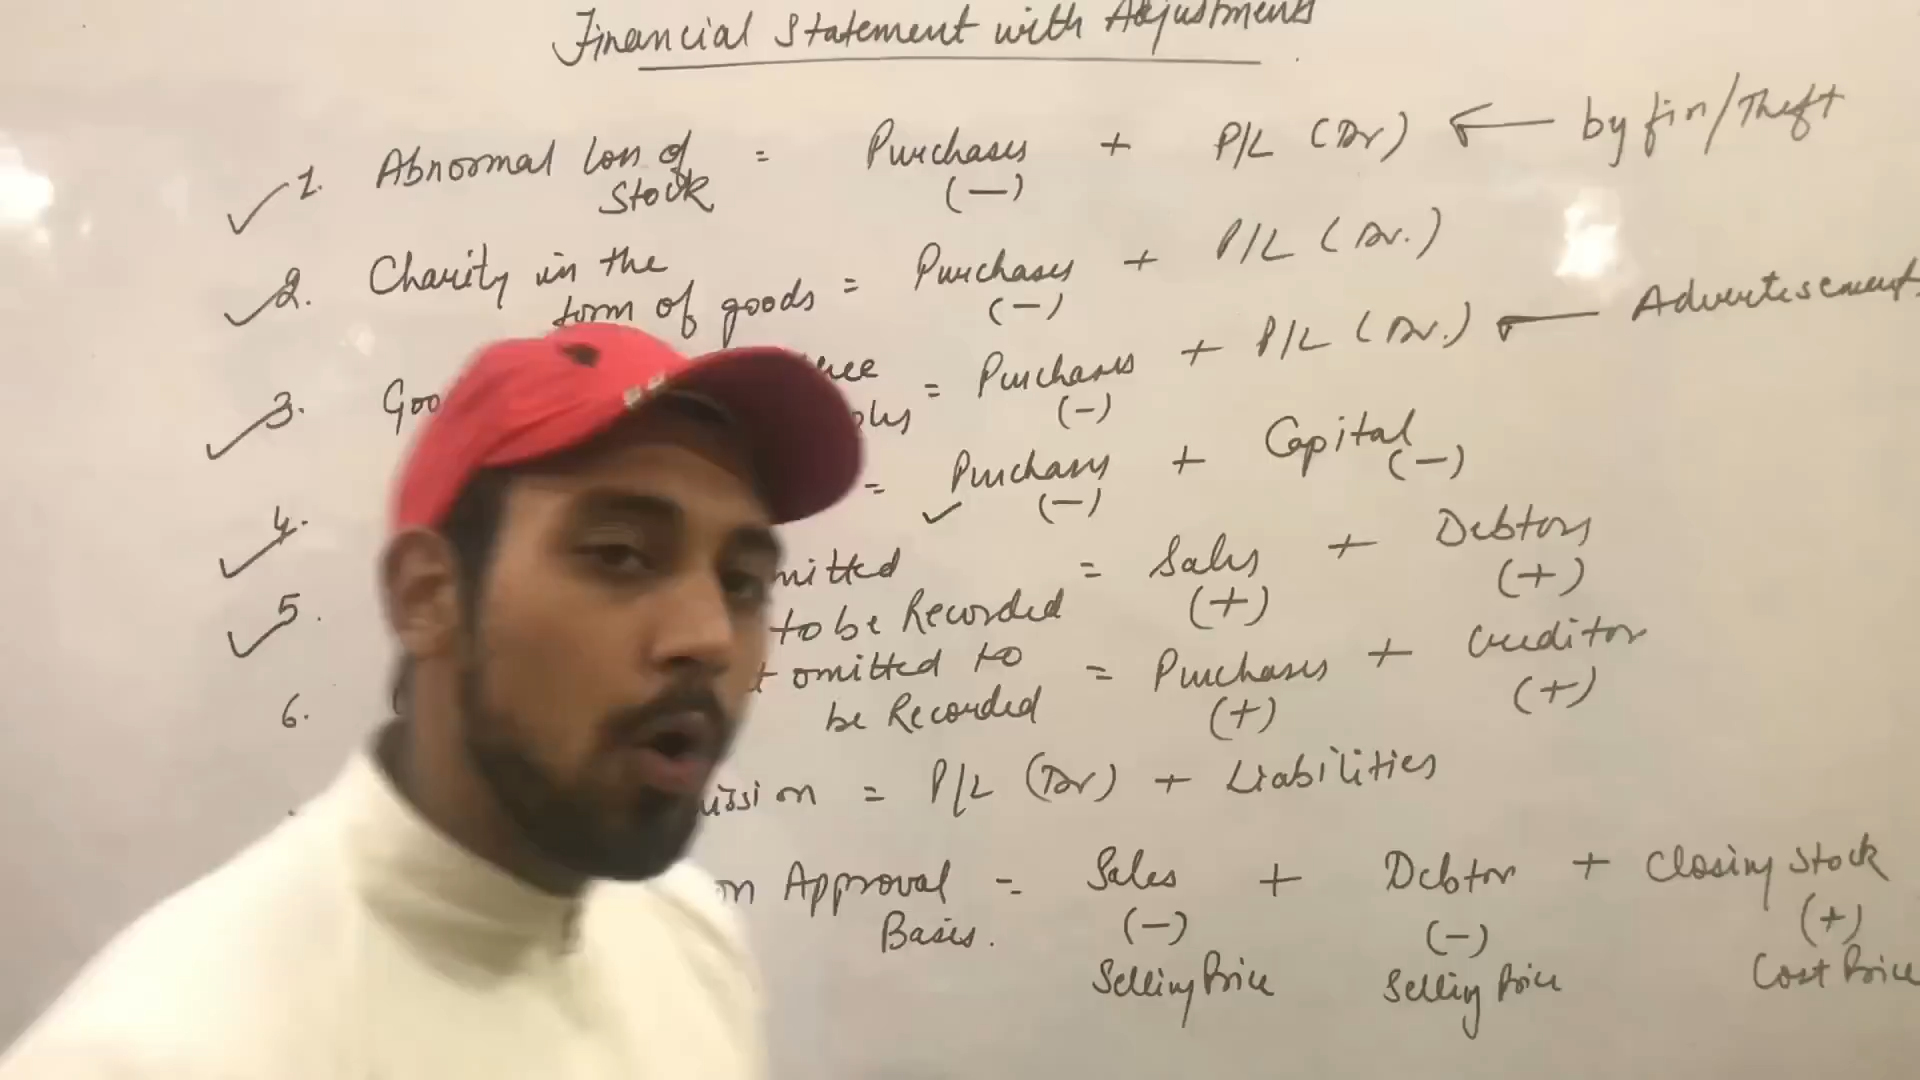 Financial Statement with Adjustments
1. Abnormal Loss of Stock = Purchases (-) + P/L (Dr) ← by fire/Theft
2. Charity in the form of goods = Purchases (-) + P/L (Dr.)
3. Goo = Purchases (-) + P/L (Dr.) ← Advertisement
4. = Purchases (-) + Capital (-)
5. mitted to be Recorded = Sales (+) + Debtors (+)
6. t omitted to be Recorded = Purchases (+) + Creditor (+)
ission = P/L (Dr) + Liabilities
on Approval Basis. = Sales (-) Selling Price + Debtor (-) Selling Price + Closing Stock (+) Cost Price